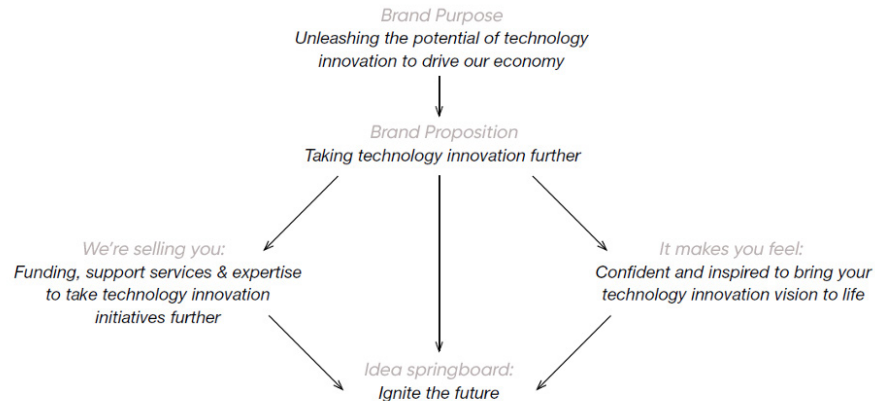 Brand Purpose
Unleashing the potential of technology
innovation to drive our economy
Brand Proposition
Taking technology innovation further
We're selling you:
Funding, support services & expertise
to take technology innovation
initiatives further
It makes you feel:
Confident and inspired to bring your
technology innovation vision to life
Idea springboard:
Ignite the future